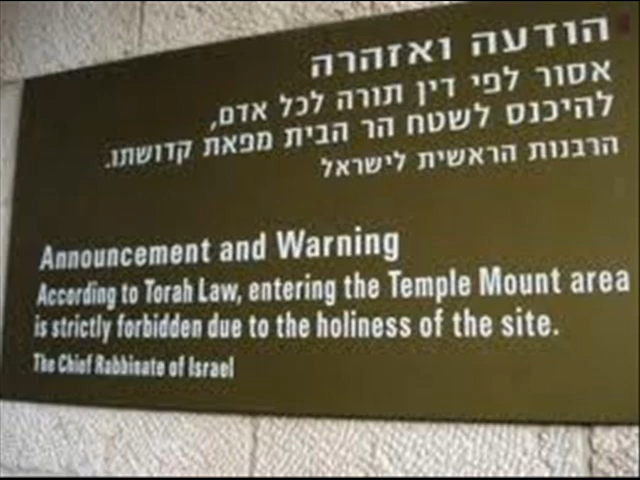 הודעה ואזהרה
אסור לפי דין תורה לכל אדם,
להיכנס לשטח הר הבית מפאת קדושתו.
הרבנות הראשית לישראל
Announcement and Warning
According to Torah Law, entering the Temple Mount area
is strictly forbidden due to the holiness of the site.
The Chief Rabbinate of Israel